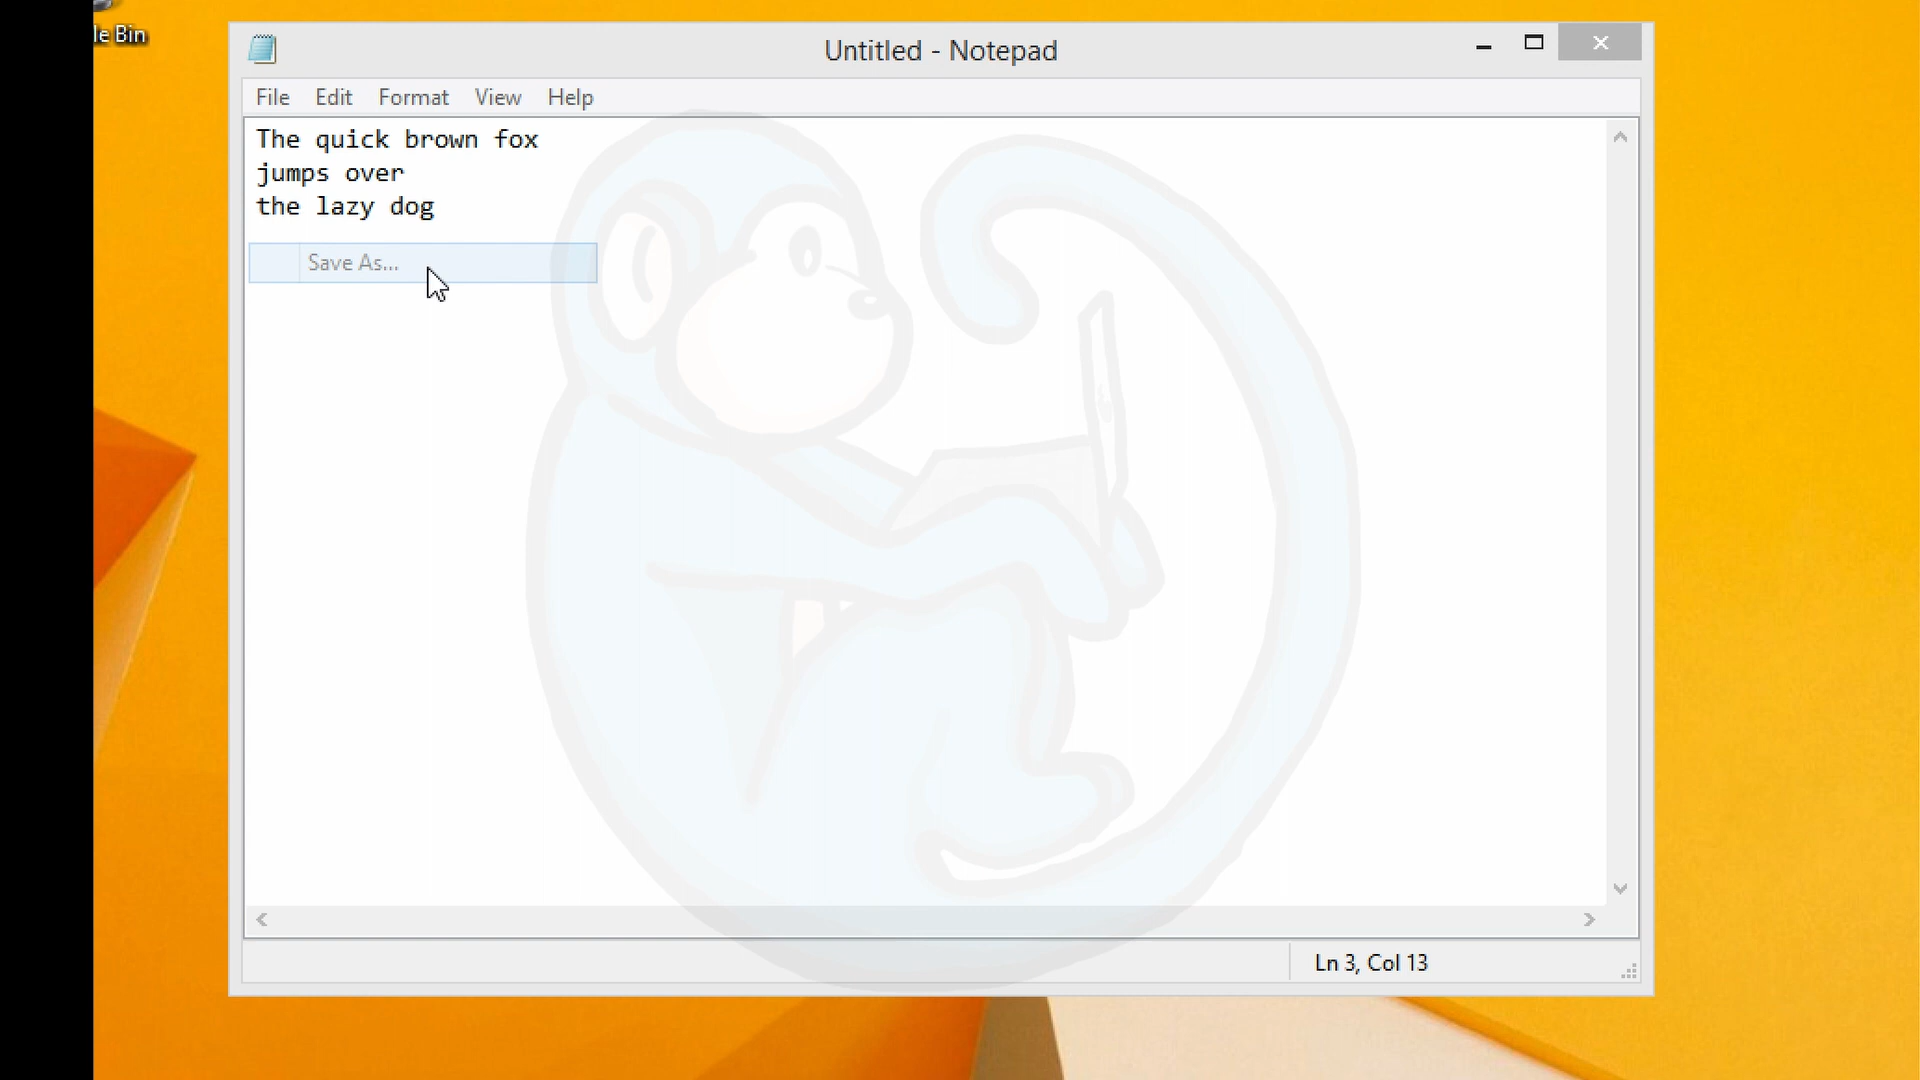 le Bin
Untitled - Notepad
File Edit Format View Help
The quick brown fox
jumps over
the lazy dog
Save As...
Ln 3, Col 13